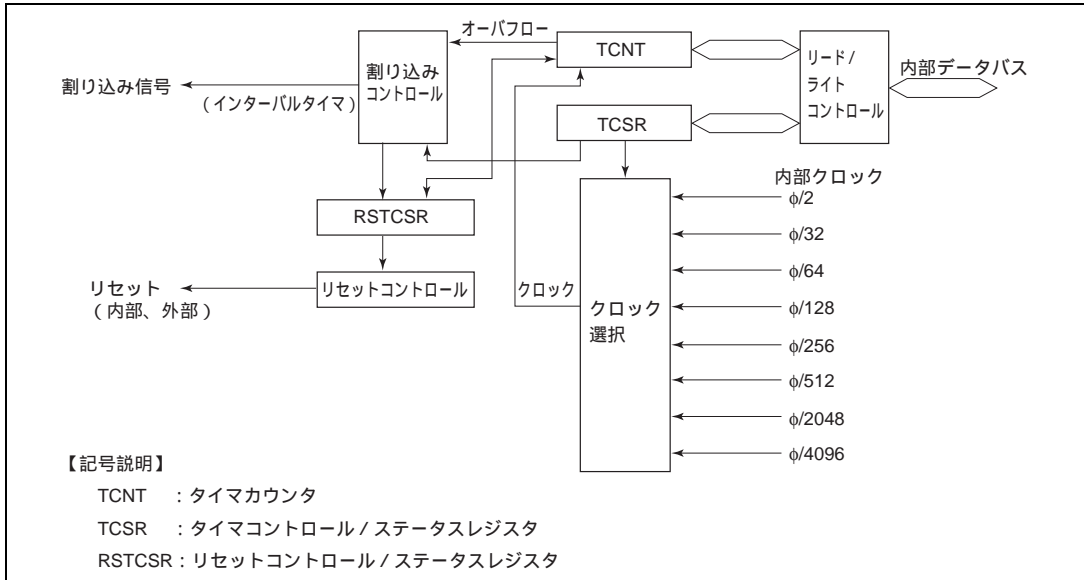 オーバフロー
TCNT
リード/
ライト
コントロール
内部データバス
割り込み
コントロール
割り込み信号
(インターバルタイマ)
TCSR
内部クロック
φ/2
RSTCSR
φ/32
φ/64
リセット
(内部、外部)
リセットコントロール
クロック
クロック
選択
φ/128
φ/256
φ/512
φ/2048
φ/4096
【記号説明】
TCNT :タイマカウンタ
TCSR :タイマコントロール/ステータスレジスタ
RSTCSR:リセットコントロール/ステータスレジスタ